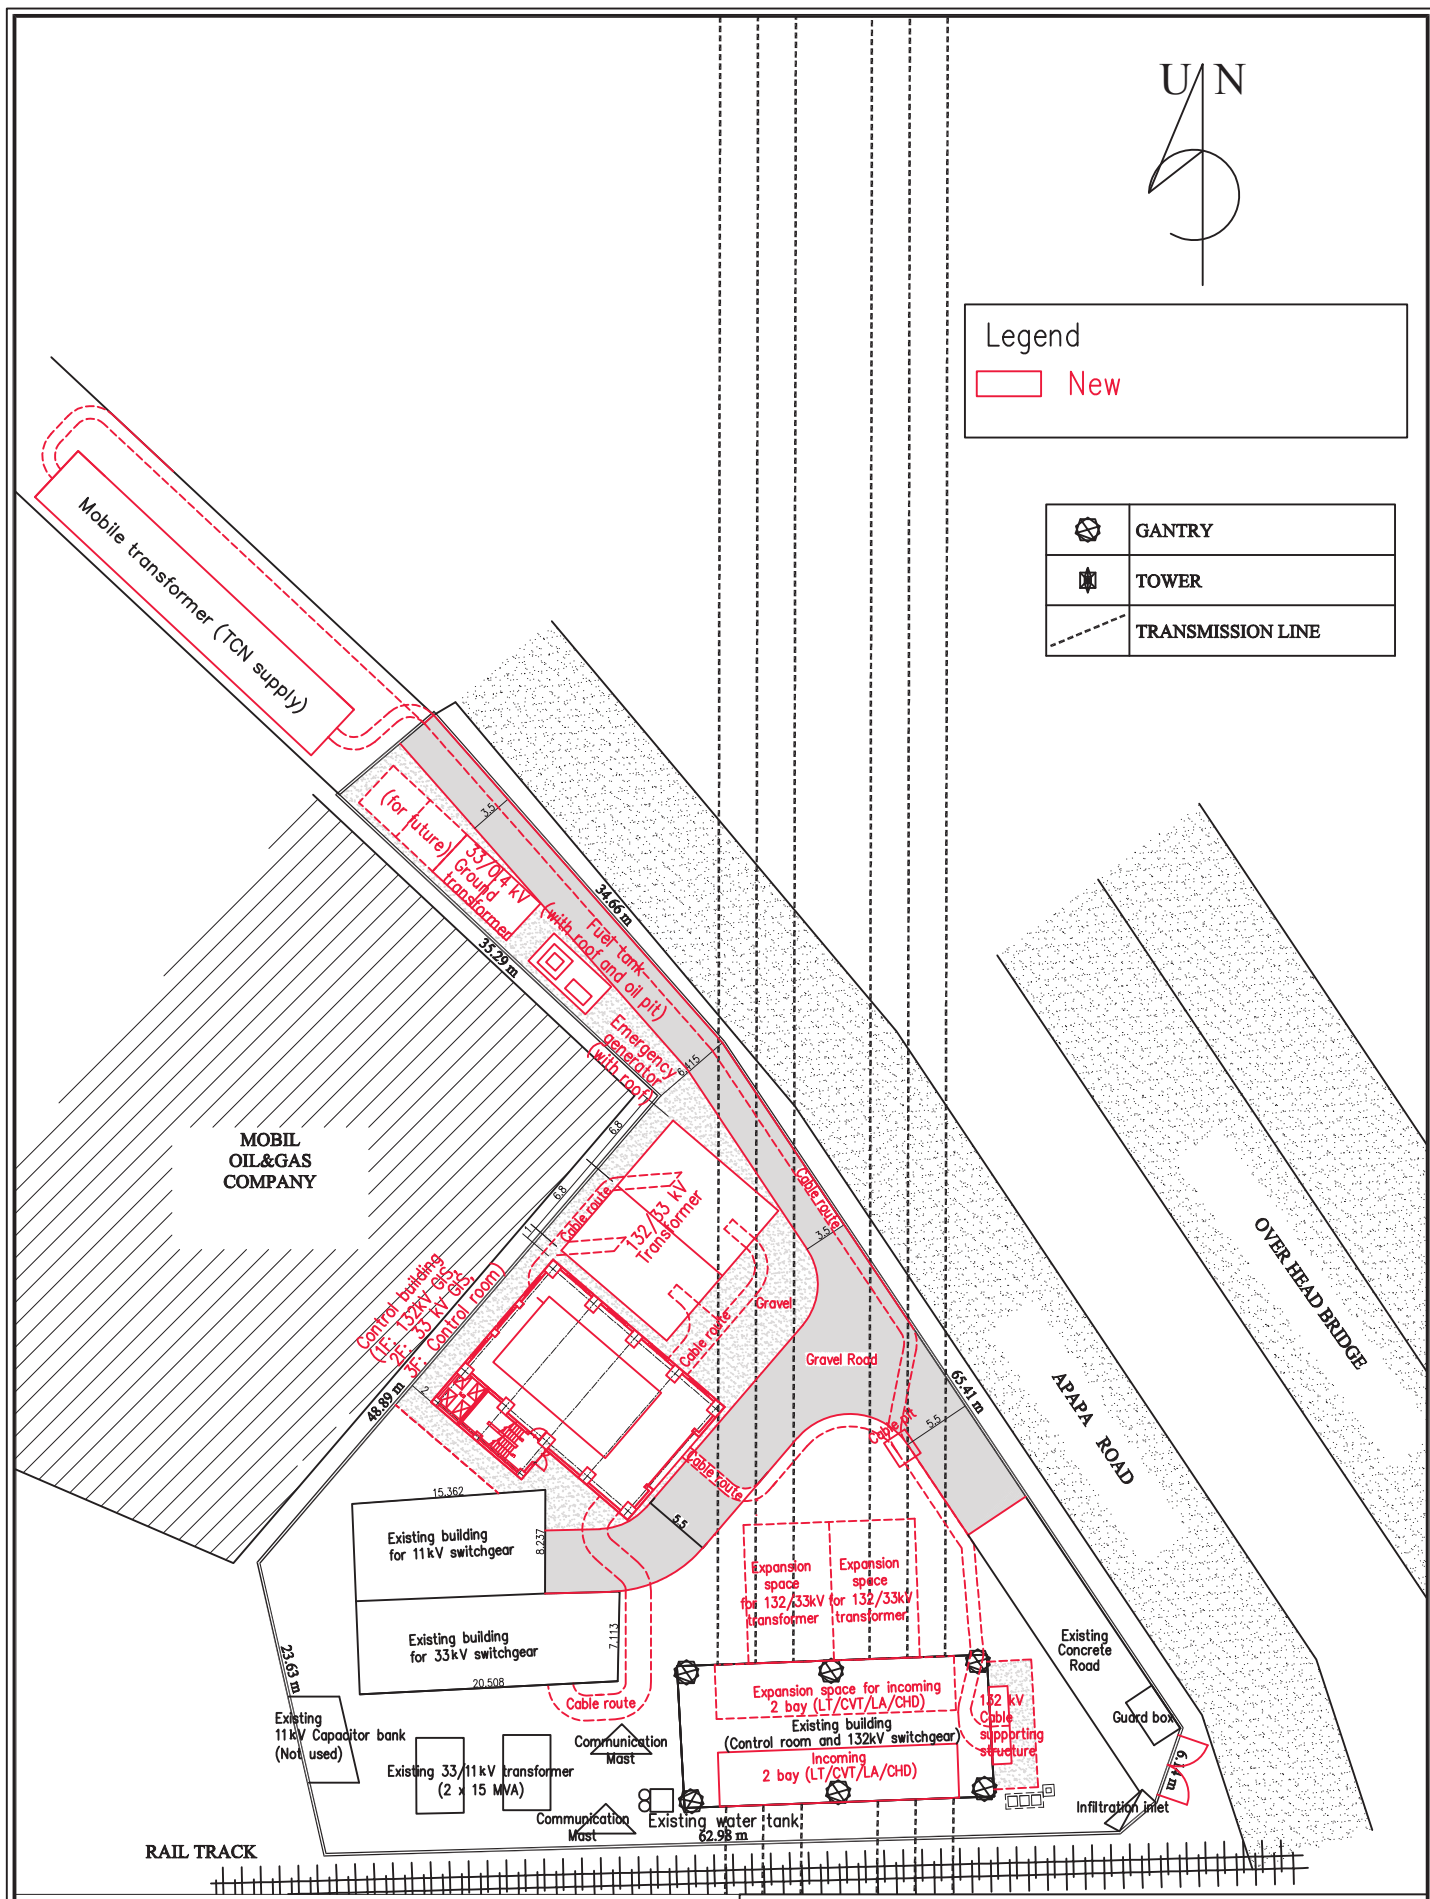 U N
Legend
New
GANTRY
TOWER
TRANSMISSION LINE
Mobile transformer (TCN supply)
(for future)
33/0.4 kV
Ground
transformer
3.5
34.66 m
35.29 m
Fuel tank
(with roof and oil pit)
Emergency
generator
(with roof)
6.415
6.8
6.8
MOBIL
OIL&GAS
COMPANY
Cable route
132/33 kV
Transformer
Cable route
3.5
Control building
(1F: 132kV GIS,
2F: 33 kV GIS,
3F: Control room)
Gravel
Cable route
Gravel Road
OVER HEAD BRIDGE
APAPA ROAD
65.41 m
48.89 m
2
5.5
Cable pit
Cable route
5.5
15.362
Existing building
for 11kV switchgear
8.237
Existing building
for 33kV switchgear
7.113
20.508
Cable route
23.63 m
Expansion
space
for 132/33kV
transformer
Expansion
space
for 132/33kV
transformer
Existing
Concrete
Road
Expansion space for incoming
2 bay (LT/CVT/LA/CHD)
Existing building
(Control room and 132kV switchgear)
Incoming
2 bay (LT/CVT/LA/CHD)
132 kV
Cable
supporting
structure
Guard box
6.14 m
Existing
11kV Capacitor bank
(Not used)
Existing 33/11kV transformer
(2 x 15 MVA)
Communication
Mast
Communication
Mast
Existing water tank
Infiltration inlet
62.98 m
RAIL TRACK